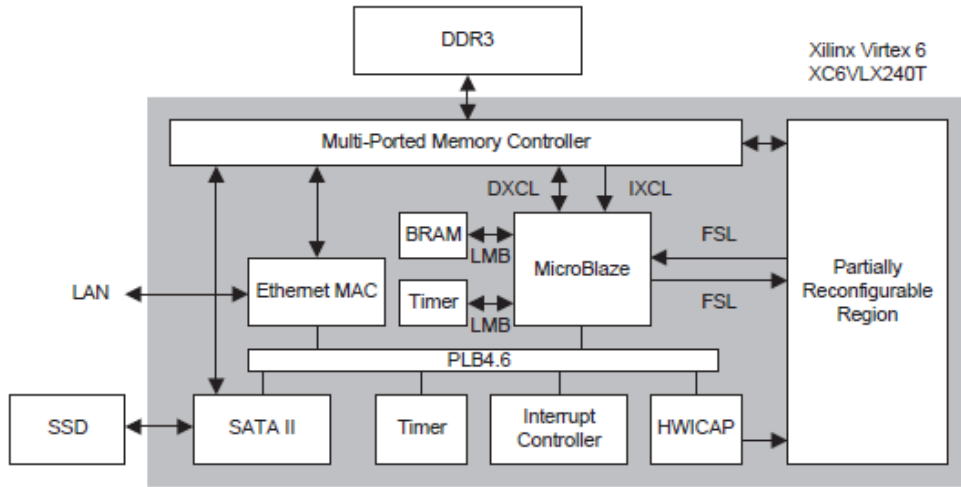 DDR3
Xilinx Virtex 6
XC6VLX240T
Multi-Ported Memory Controller
DXCL
IXCL
BRAM
LMB
MicroBlaze
FSL
LAN
Ethernet MAC
Timer
LMB
FSL
Partially
Reconfigurable
Region
PLB4.6
SSD
SATA II
Timer
Interrupt
Controller
HWICAP